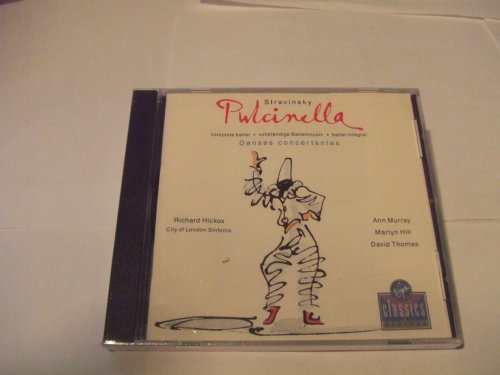 Stravinsky
Pulcinella
complete ballet • vollständige Ballettmusik • ballet intégral
Danses concertantes
Richard Hickox
City of London Sinfonia
Ann Murray
Martyn Hill
David Thomas
Virgin
classics
DIGITAL